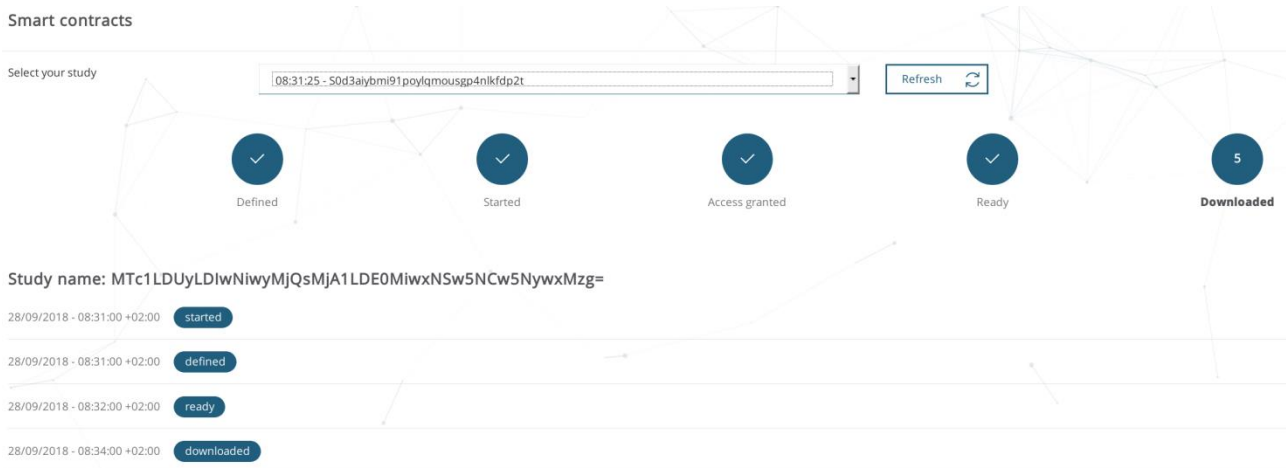 Smart contracts
Select your study
08:31:25 - S0d3aiybmi91poylqmousgp4nlkfdp2t
Refresh
5
Defined
Started
Access granted
Ready
Downloaded
Study name: MTc1LDUyLDIwNiwyMjQsMjA1LDE0MiwxNSw5NCw5NywxMzg=
28/09/2018 - 08:31:00 +02:00 started
28/09/2018 - 08:31:00 +02:00 defined
28/09/2018 - 08:32:00 +02:00 ready
28/09/2018 - 08:34:00 +02:00 downloaded